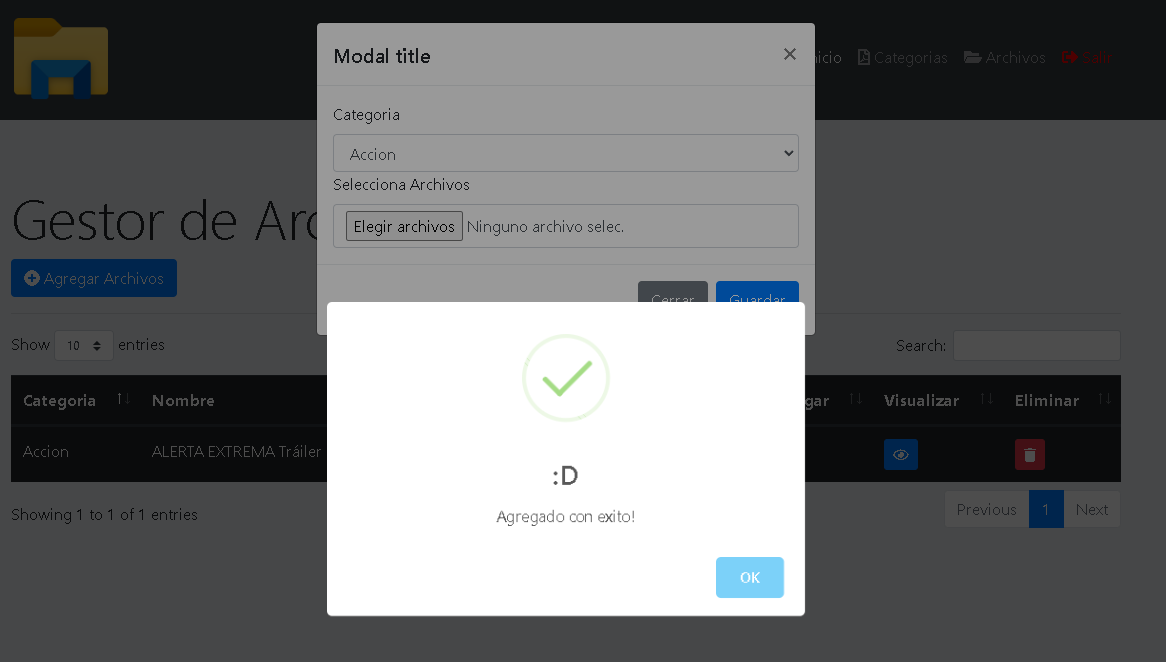 Modal title ×
nicio Categorias Archivos Salir
Categoria
Accion
Selecciona Archivos
Elegir archivos Ninguno archivo selec.
Gestor de Arc
Agregar Archivos
Cerrar Guardar
Show 10 entries Search:
Categoria Nombre gar Visualizar Eliminar
Accion ALERTA EXTREMA Tráiler
:D
Agregado con exito!
OK
Showing 1 to 1 of 1 entries Previous 1 Next